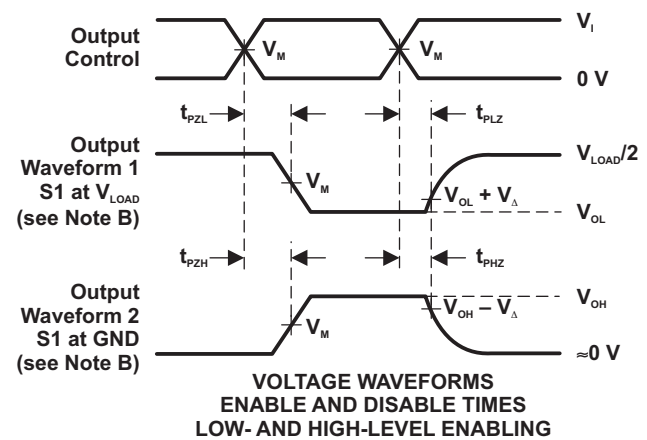 Output
Control
V_M
V_M
V_I
0 V
t_PZL
t_PLZ
Output
Waveform 1
S1 at V_LOAD
(see Note B)
V_M
V_OL + V_Δ
V_LOAD/2
V_OL
t_PZH
t_PHZ
Output
Waveform 2
S1 at GND
(see Note B)
V_M
V_OH – V_Δ
V_OH
≈0 V
VOLTAGE WAVEFORMS
ENABLE AND DISABLE TIMES
LOW- AND HIGH-LEVEL ENABLING